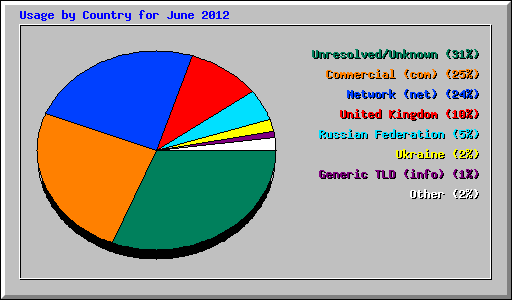 Usage by Country for June 2012
Unresolved/Unknown (31%)
Commercial (com) (25%)
Network (net) (24%)
United Kingdom (10%)
Russian Federation (5%)
Ukraine (2%)
Generic TLD (info) (1%)
Other (2%)